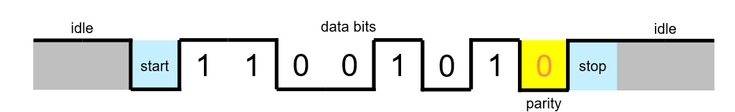 idle data bits idle
start 1 1 0 0 1 0 1 0 stop
parity